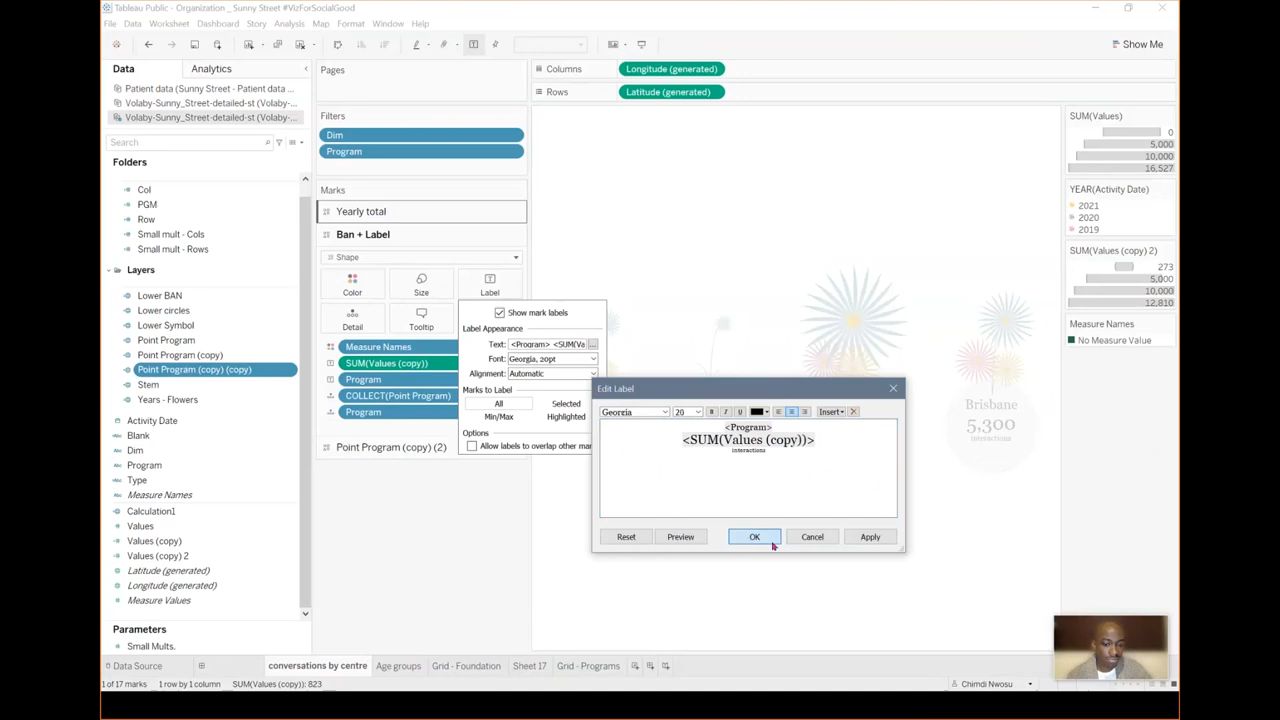 Tableau Public - Organization _ Sunny Street #VizForSocialGood
File Data Worksheet Dashboard Story Analysis Map Format Window Help
Show Me
Data Analytics
Patient data (Sunny Street - Patient data ...
Volaby-Sunny_Street-detailed-st (Volaby-...
Volaby-Sunny_Street-detailed-st (Volaby-...
Search
Folders
Col
PGM
Row
Small mult - Cols
Small mult - Rows
Layers
Lower BAN
Lower circles
Lower Symbol
Point Program
Point Program (copy)
Point Program (copy) (copy)
Stem
Years - Flowers
Activity Date
Blank
Dim
Program
Type
Measure Names
Calculation1
Values
Values (copy)
Values (copy) 2
Latitude (generated)
Longitude (generated)
Measure Values
Parameters
Small Mults.
Pages
Filters
Dim
Program
Marks
Yearly total
Ban + Label
Shape
Color Size Label
Detail Tooltip
Measure Names
SUM(Values (copy))
Program
COLLECT(Point Program)
Program
Point Program (copy) (2)
Columns Longitude (generated)
Rows Latitude (generated)
Show mark labels
Label Appearance
Text: <Program> <SUM(Va ...
Font: Georgia, 20pt
Alignment: Automatic
Marks to Label
All Selected
Min/Max Highlighted
Options
Allow labels to overlap other mar
Edit Label
Georgia 20 B I U Insert
<Program>
<SUM(Values (copy))>
interactions
Reset Preview OK Cancel Apply
Brisbane
5,300
interactions
SUM(Values)
0
5,000
10,000
16,527
YEAR(Activity Date)
2021
2020
2019
SUM(Values (copy) 2)
273
5,000
10,000
12,810
Measure Names
No Measure Value
Data Source conversations by centre Age groups Grid - Foundation Sheet 17 Grid - Programs
1 of 17 marks 1 row by 1 column SUM(Values (copy)): 823 Chimdi Nwosu